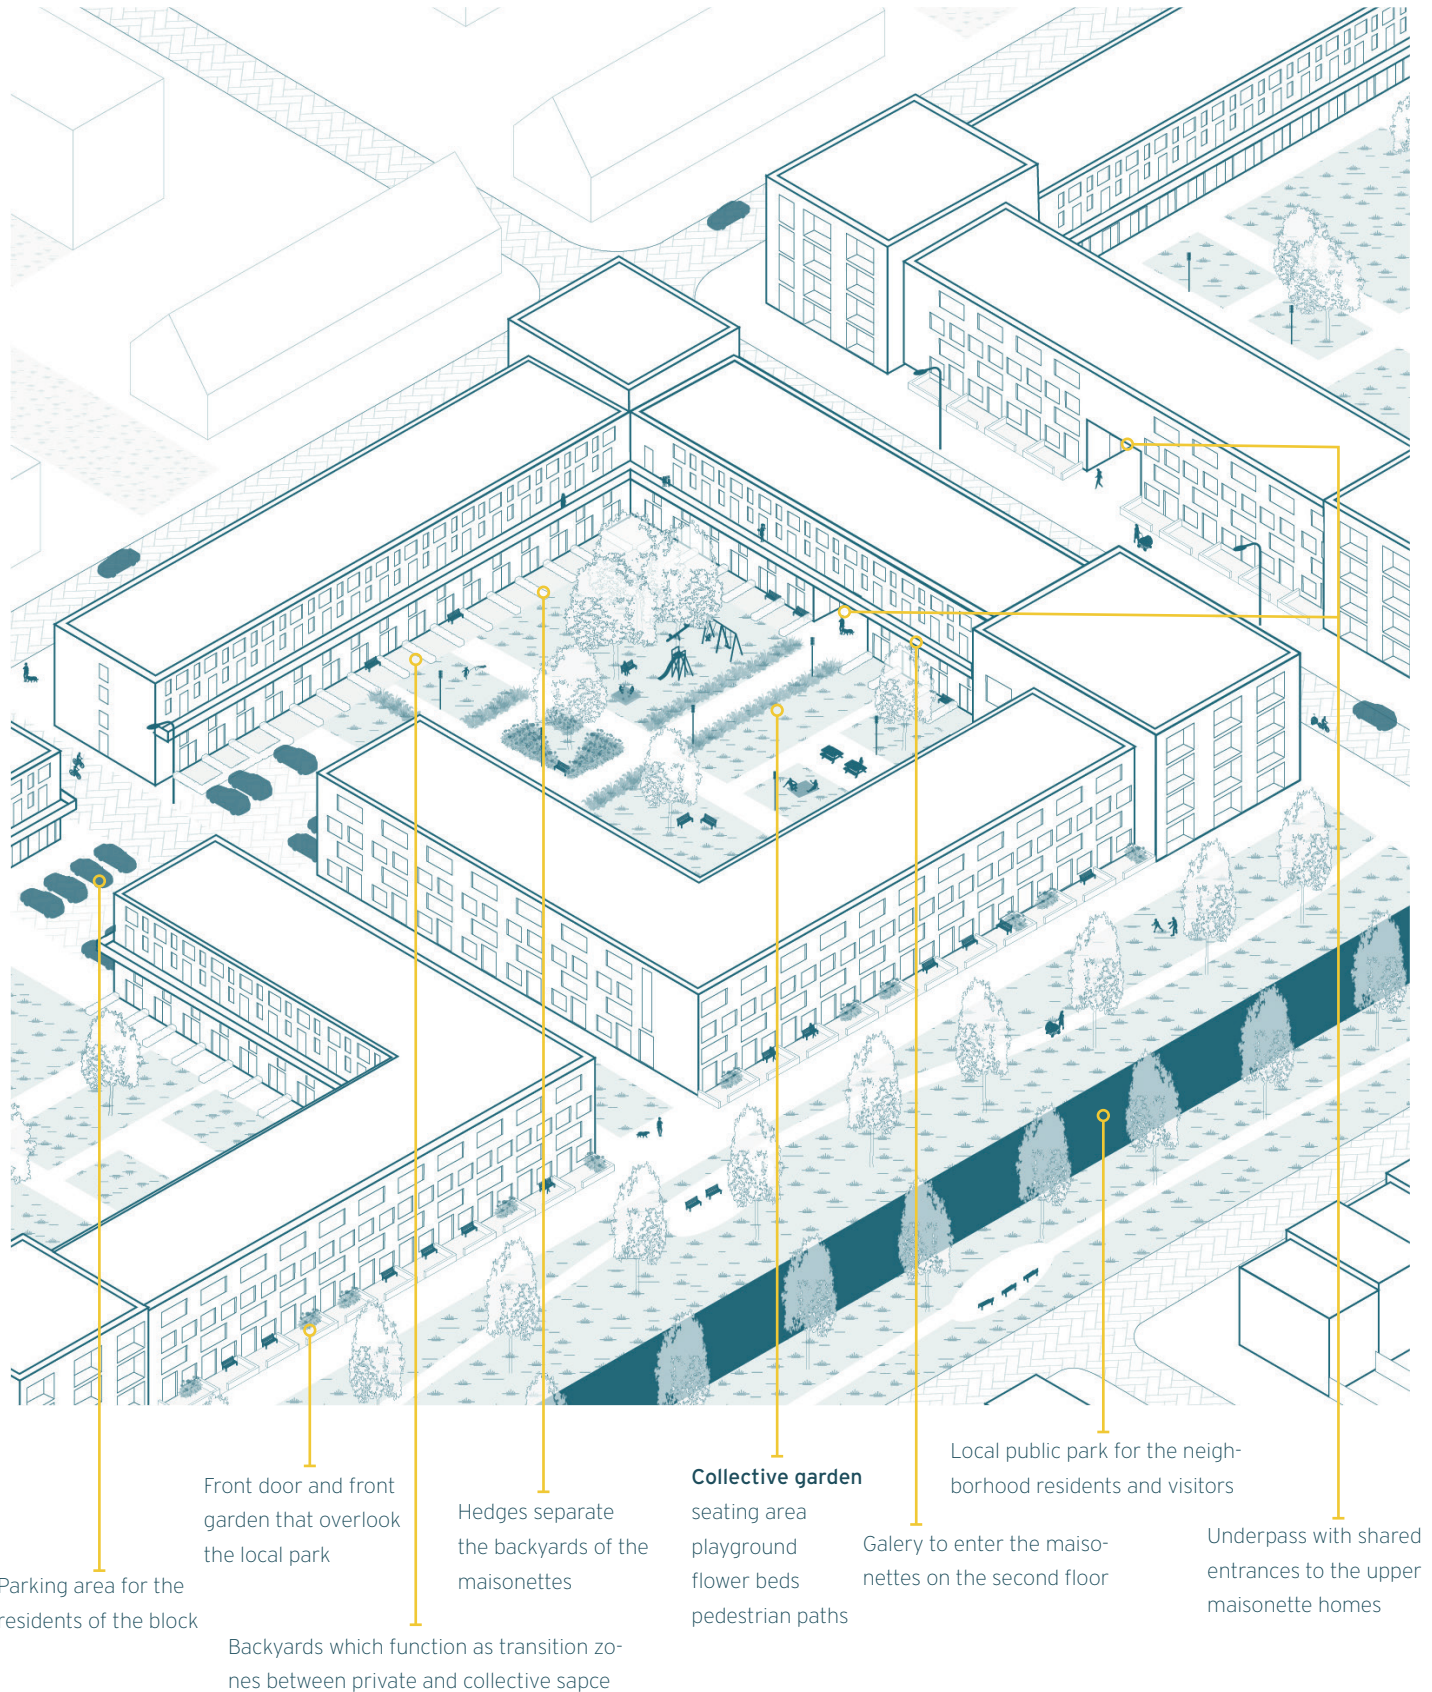 Parking area for the
residents of the block
Front door and front
garden that overlook
the local park
Backyards which function as transition zo-
nes between private and collective sapce
Hedges separate
the backyards of the
maisonettes
Collective garden
seating area
playground
flower beds
pedestrian paths
Galery to enter the maiso-
nettes on the second floor
Local public park for the neigh-
borhood residents and visitors
Underpass with shared
entrances to the upper
maisonette homes